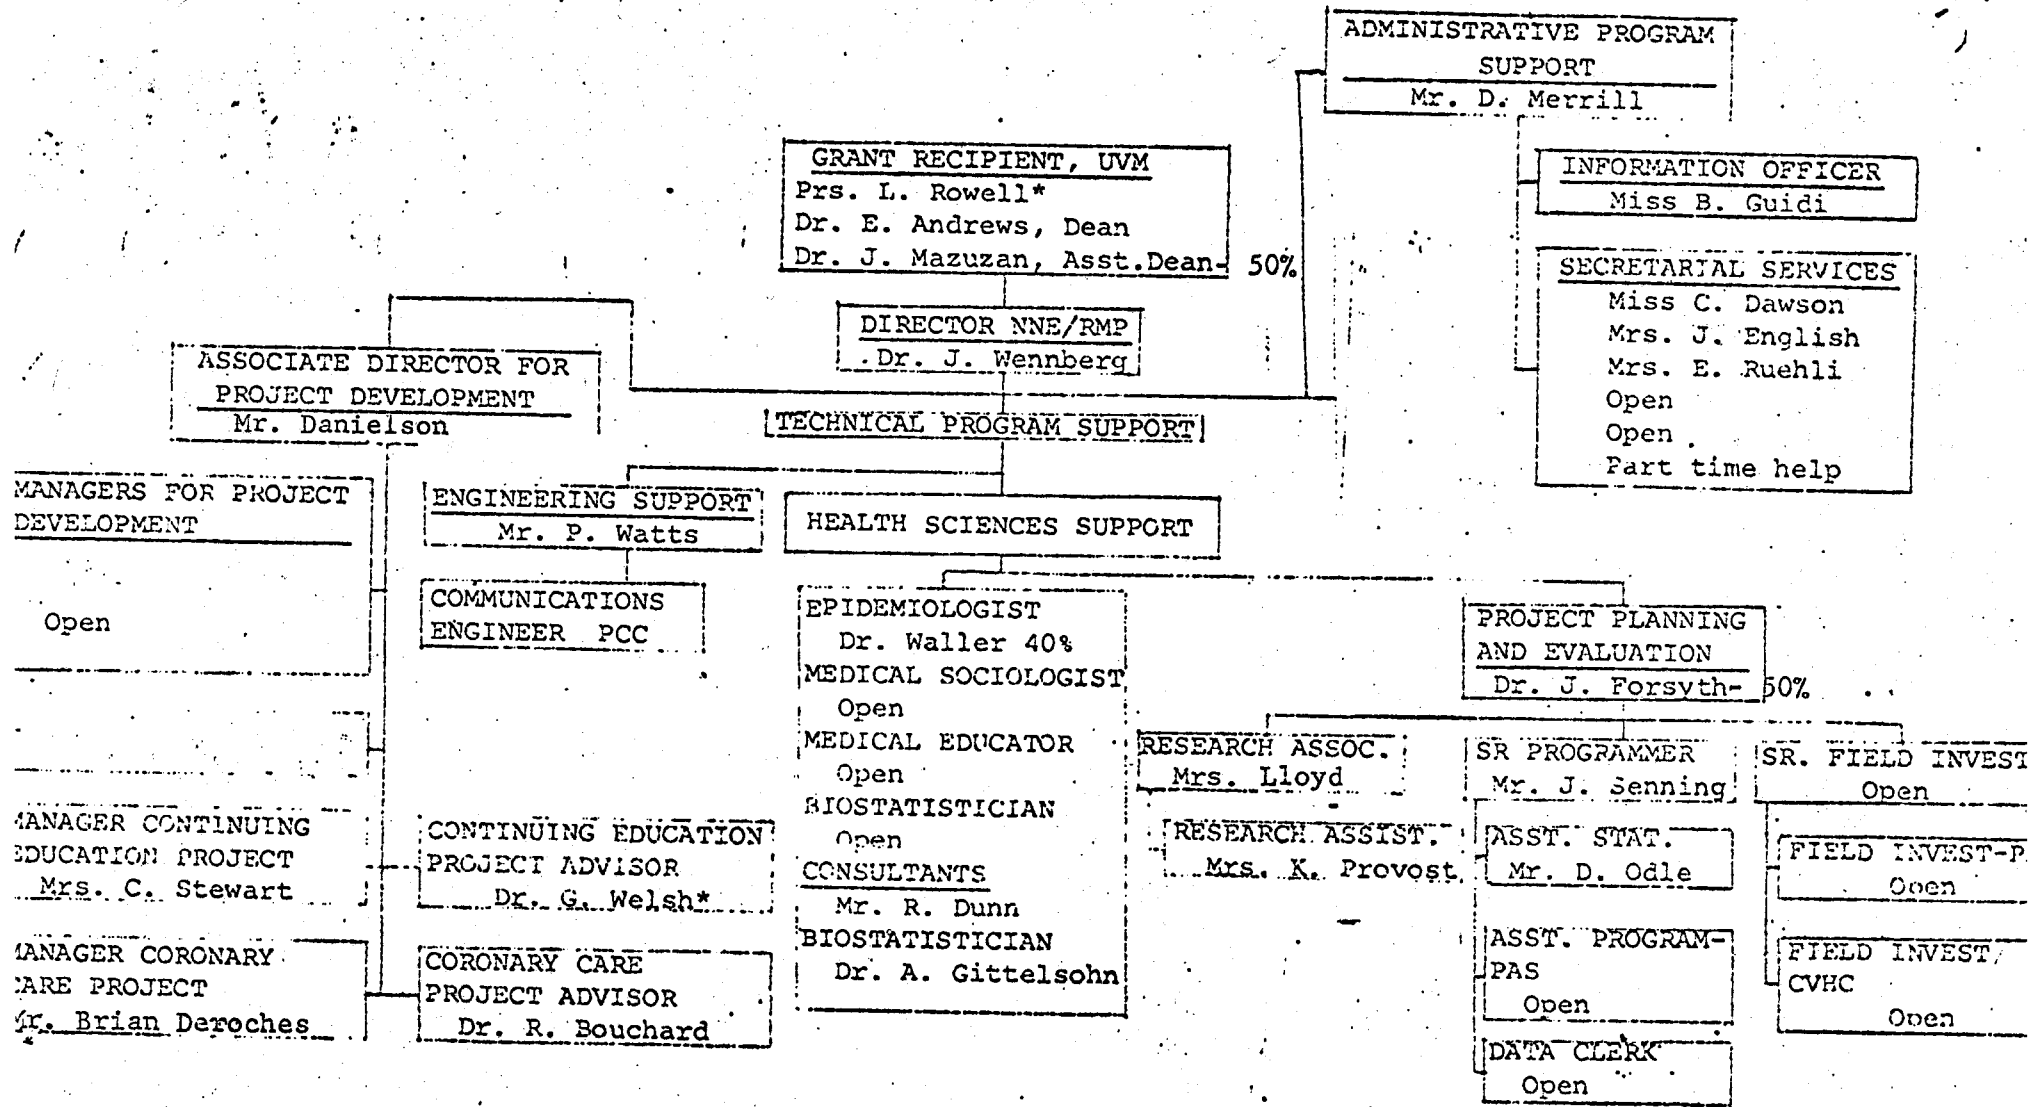 ADMINISTRATIVE PROGRAM
SUPPORT
Mr. D. Merrill
GRANT RECIPIENT, UVM
Prs. L. Rowell*
Dr. E. Andrews, Dean
Dr. J. Mazuzan, Asst.Dean- 50%
INFORMATION OFFICER
Miss B. Guidi
SECRETARIAL SERVICES
Miss C. Dawson
Mrs. J. English
Mrs. E. Ruehli
Open
Open
Part time help
DIRECTOR NNE/RMP
Dr. J. Wennberg
ASSOCIATE DIRECTOR FOR
PROJECT DEVELOPMENT
Mr. Danielson
TECHNICAL PROGRAM SUPPORT
MANAGERS FOR PROJECT
DEVELOPMENT
Open
ENGINEERING SUPPORT
Mr. P. Watts
HEALTH SCIENCES SUPPORT
COMMUNICATIONS
ENGINEER PCC
EPIDEMIOLOGIST
Dr. Waller 40%
MEDICAL SOCIOLOGIST
Open
MEDICAL EDUCATOR
Open
BIOSTATISTICIAN
Open
CONSULTANTS
Mr. R. Dunn
BIOSTATISTICIAN
Dr. A. Gittelsohn
PROJECT PLANNING
AND EVALUATION
Dr. J. Forsyth- 50%
RESEARCH ASSOC.
Mrs. Lloyd
RESEARCH ASSIST.
Mrs. K. Provost
SR PROGRAMMER
Mr. J. Senning
ASST. STAT.
Mr. D. Odle
ASST. PROGRAM-
PAS
Open
DATA CLERK
Open
SR. FIELD INVEST
Open
FIELD INVEST-P
Open
FIELD INVEST/
CVHC
Open
MANAGER CONTINUING
EDUCATION PROJECT
Mrs. C. Stewart
CONTINUING EDUCATION
PROJECT ADVISOR
Dr. G. Welsh*
MANAGER CORONARY
CARE PROJECT
Mr. Brian Deroches
CORONARY CARE
PROJECT ADVISOR
Dr. R. Bouchard